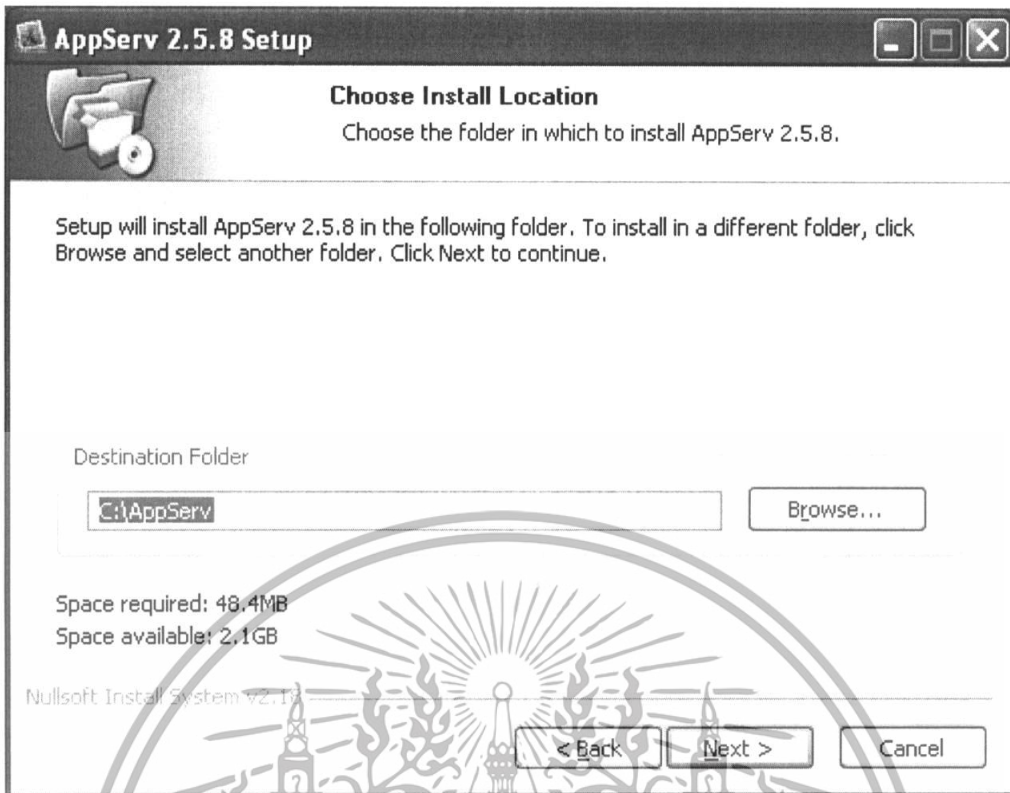 AppServ 2.5.8 Setup
Choose Install Location
Choose the folder in which to install AppServ 2.5.8.
Setup will install AppServ 2.5.8 in the following folder. To install in a different folder, click
Browse and select another folder. Click Next to continue.
Destination Folder
C:\AppServ
Browse...
Space required: 48.4MB
Space available: 2.1GB
Nullsoft Install System v2.18
< Back
Next >
Cancel